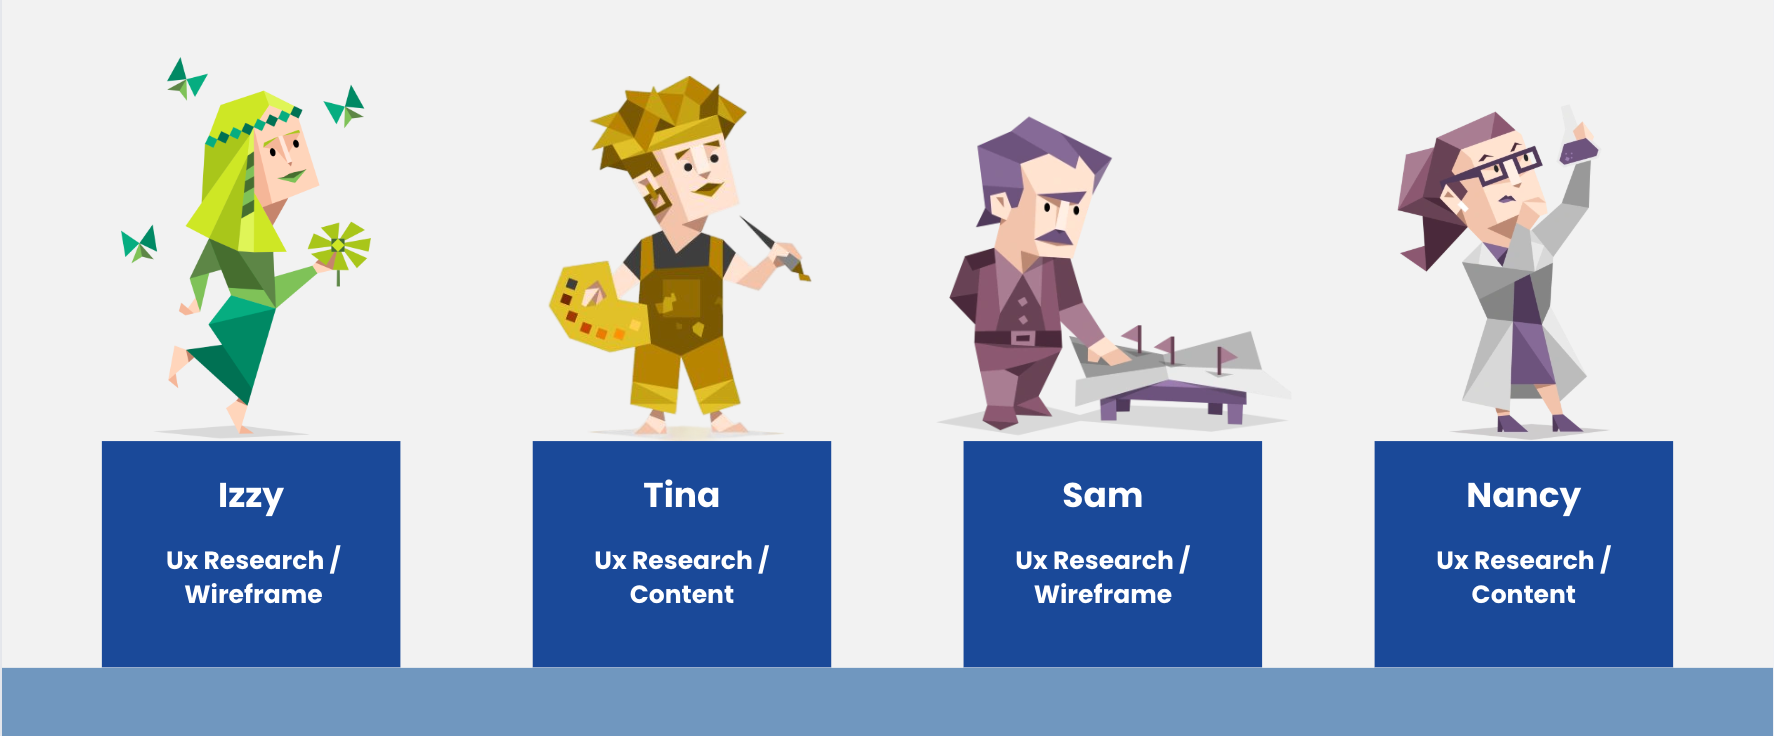 Izzy
Ux Research /
Wireframe
Tina
Ux Research /
Content
Sam
Ux Research /
Wireframe
Nancy
Ux Research /
Content